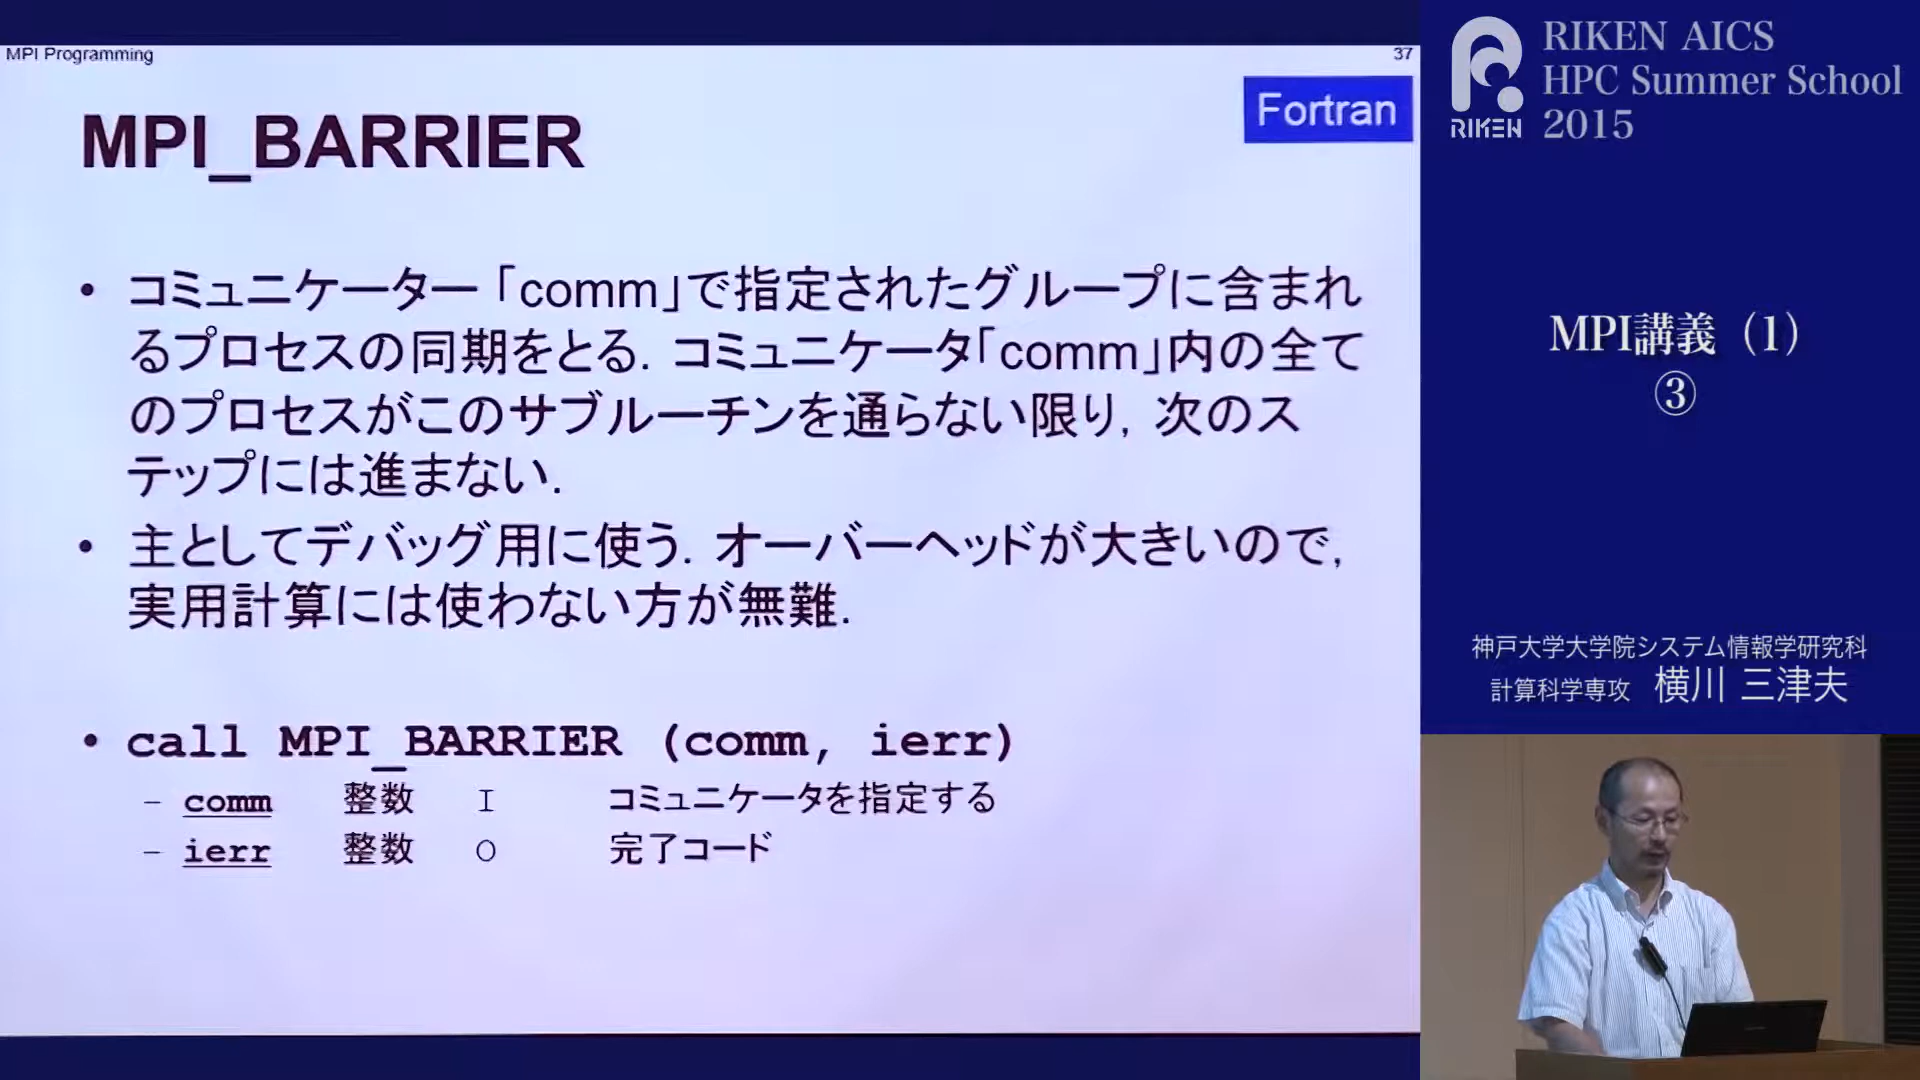 MPI Programming
37
Fortran
MPI_BARRIER
• コミュニケーター「comm」で指定されたグループに含まれ
るプロセスの同期をとる．コミュニケータ「comm」内の全て
のプロセスがこのサブルーチンを通らない限り，次のス
テップには進まない．
• 主としてデバッグ用に使う．オーバーヘッドが大きいので，
実用計算には使わない方が無難．
• call MPI_BARRIER (comm, ierr)
– comm 整数 I コミュニケータを指定する
– ierr 整数 O 完了コード
RIKEN
RIKEN AICS
HPC Summer School
2015
MPI講義（1）
③
神戸大学大学院システム情報学研究科
計算科学専攻 横川 三津夫